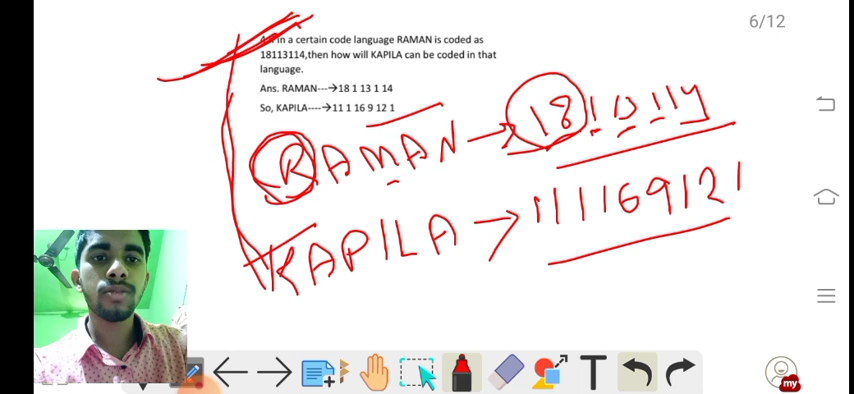 6/12
in a certain code language RAMAN is coded as
18113114,then how will KAPILA can be coded in that
language.
Ans. RAMAN---→18 1 13 1 14
So, KAPILA----→11 1 16 9 12 1
RAMAN → 18113114
KAPILA → 111169121
T
my